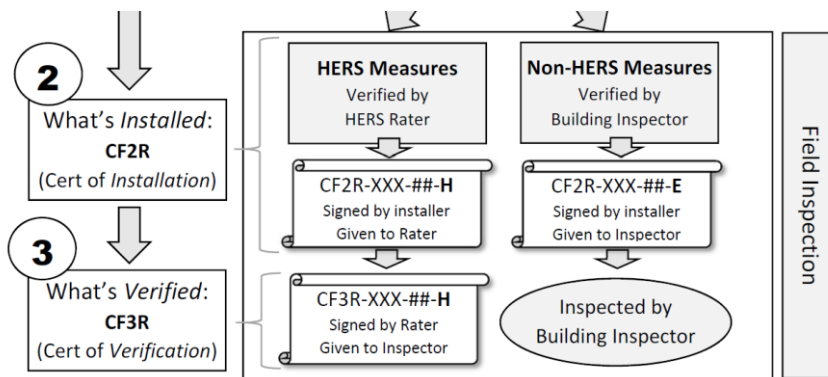 2
What's Installed:
CF2R
(Cert of Installation)
3
What's Verified:
CF3R
(Cert of Verification)
HERS Measures
Verified by
HERS Rater
CF2R-XXX-##-H
Signed by installer
Given to Rater
CF3R-XXX-##-H
Signed by Rater
Given to Inspector
Non-HERS Measures
Verified by
Building Inspector
CF2R-XXX-##-E
Signed by installer
Given to Inspector
Inspected by
Building Inspector
Field Inspection